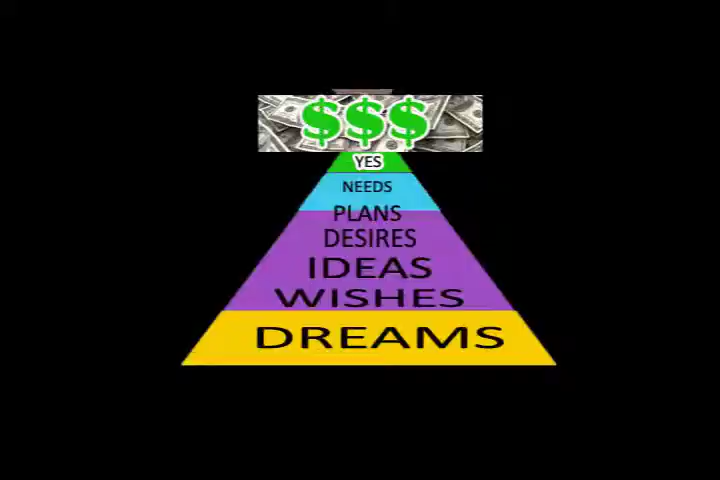 $$$
YES
NEEDS
PLANS
DESIRES
IDEAS
WISHES
DREAMS